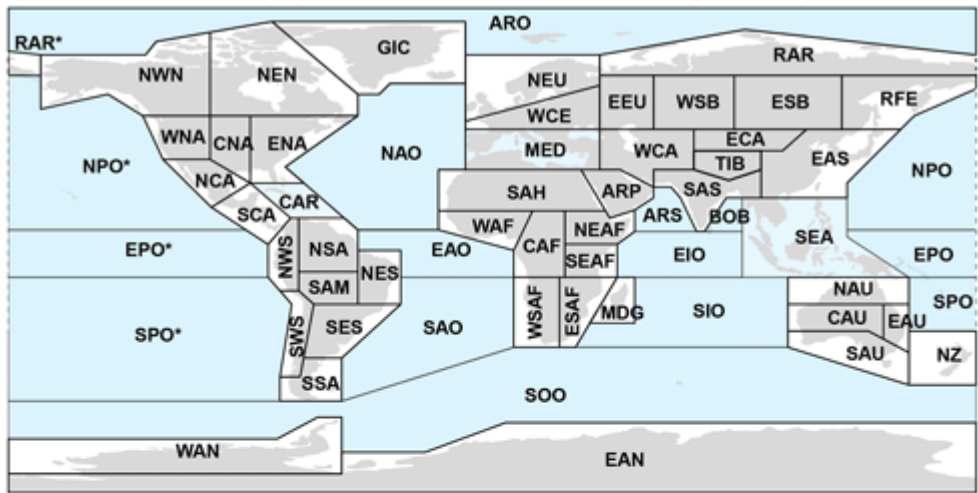 ARO
RAR*
GIC
RAR
NWN
NEN
NEU
EEU
WSB
ESB
RFE
WCE
WNA
CNA
ENA
NAO
MED
WCA
ECA
TIB
EAS
NPO*
NCA
CAR
SCA
SAH
ARP
SAS
NPO
ARS
BOB
WAF
CAF
NEAF
SEA
EPO*
NWS
NSA
EAO
SEAF
EIO
EPO
NES
SAM
WSAF
ESAF
MDG
NAU
SPO
SPO*
SWS
SES
SAO
SIO
CAU
EAU
SAU
NZ
SSA
SOO
WAN
EAN